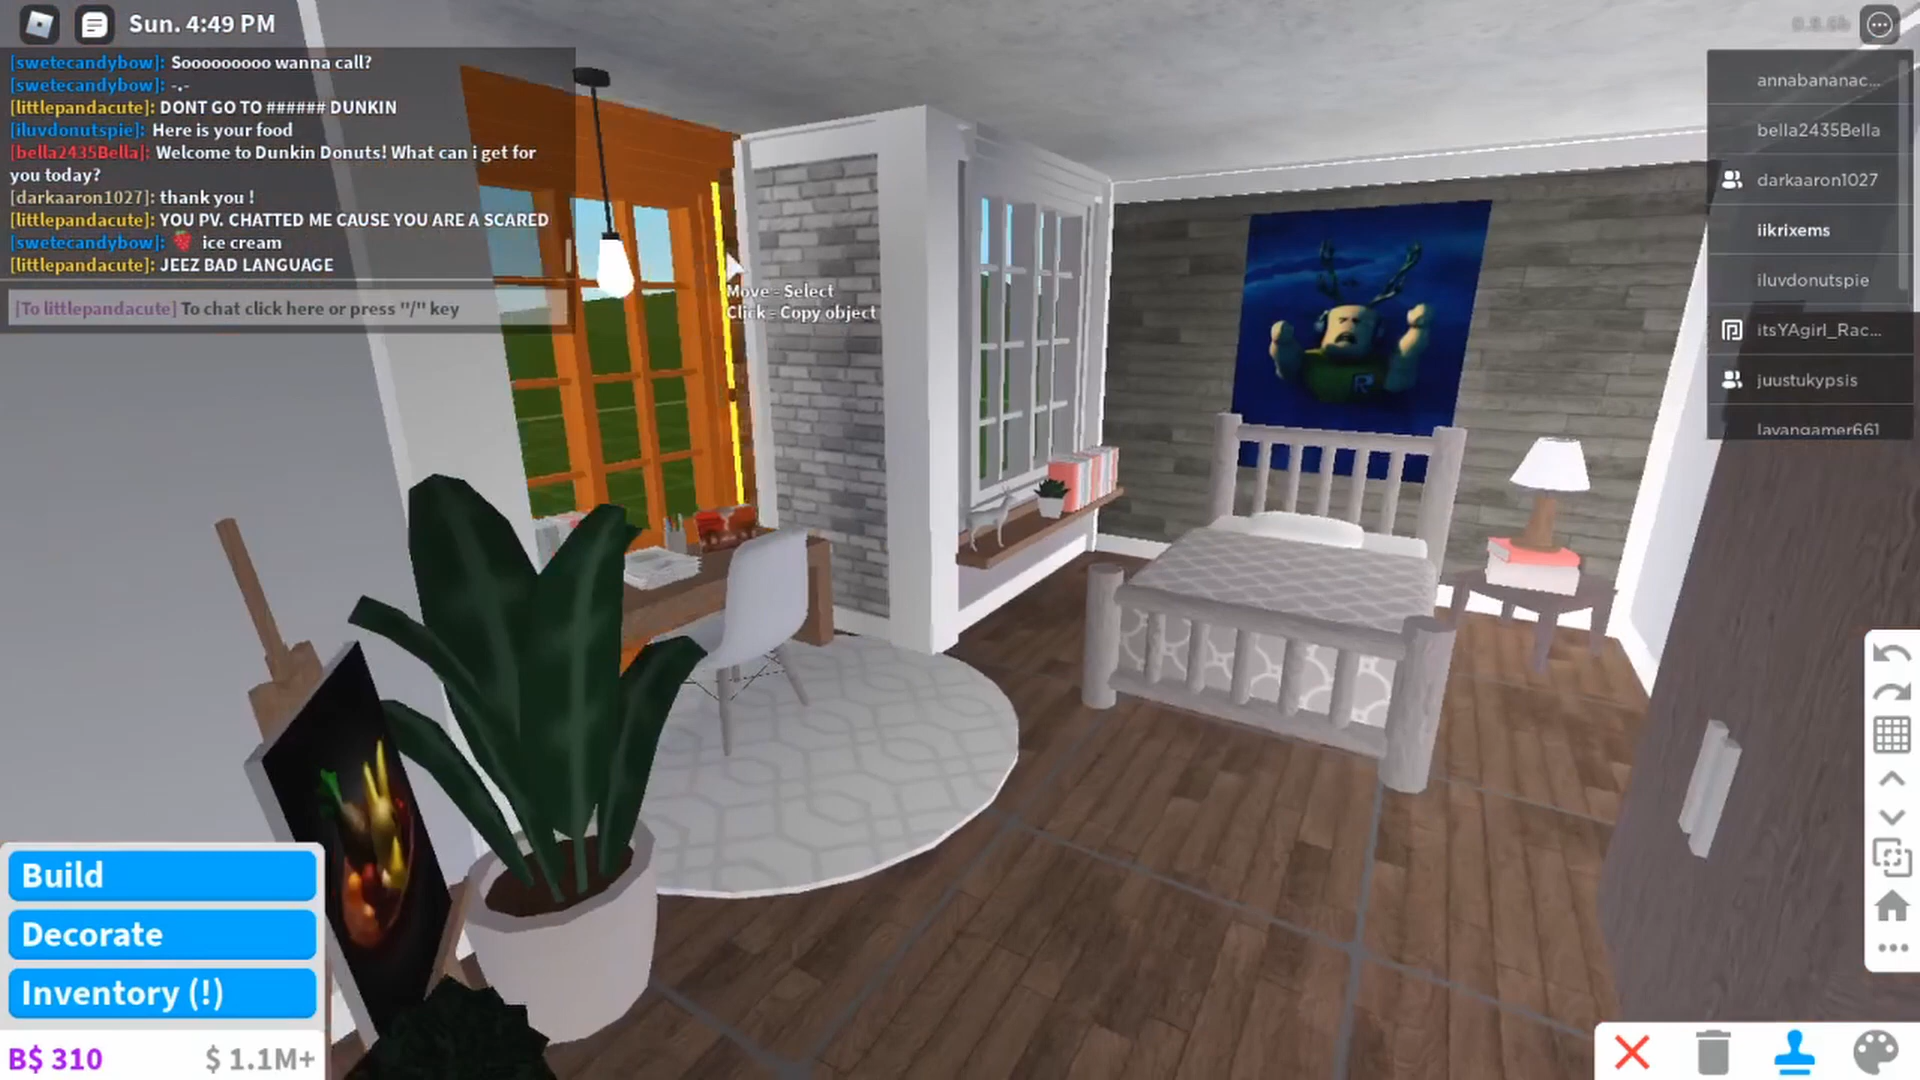 Sun. 4:49 PM
[swetecandybow]: Sooooooooo wanna call?
[swetecandybow]: -.-
[littlepandacute]: DONT GO TO ###### DUNKIN
[iluvdonutspie]: Here is your food
[bella2435Bella]: Welcome to Dunkin Donuts! What can i get for
you today?
[darkaaron1027]: thank you !
[littlepandacute]: YOU PV. CHATTED ME CAUSE YOU ARE A SCARED
[swetecandybow]: 🍓 ice cream
[littlepandacute]: JEEZ BAD LANGUAGE
[To littlepandacute] To chat click here or press "/" key
Move - Select
Click - Copy object
annabananac...
bella2435Bella
darkaaron1027
iikrixems
iluvdonutspie
itsYAgirl_Rac...
juustukypsis
lavangamer661
R
Build
Decorate
Inventory (!)
B$ 310
$ 1.1M+